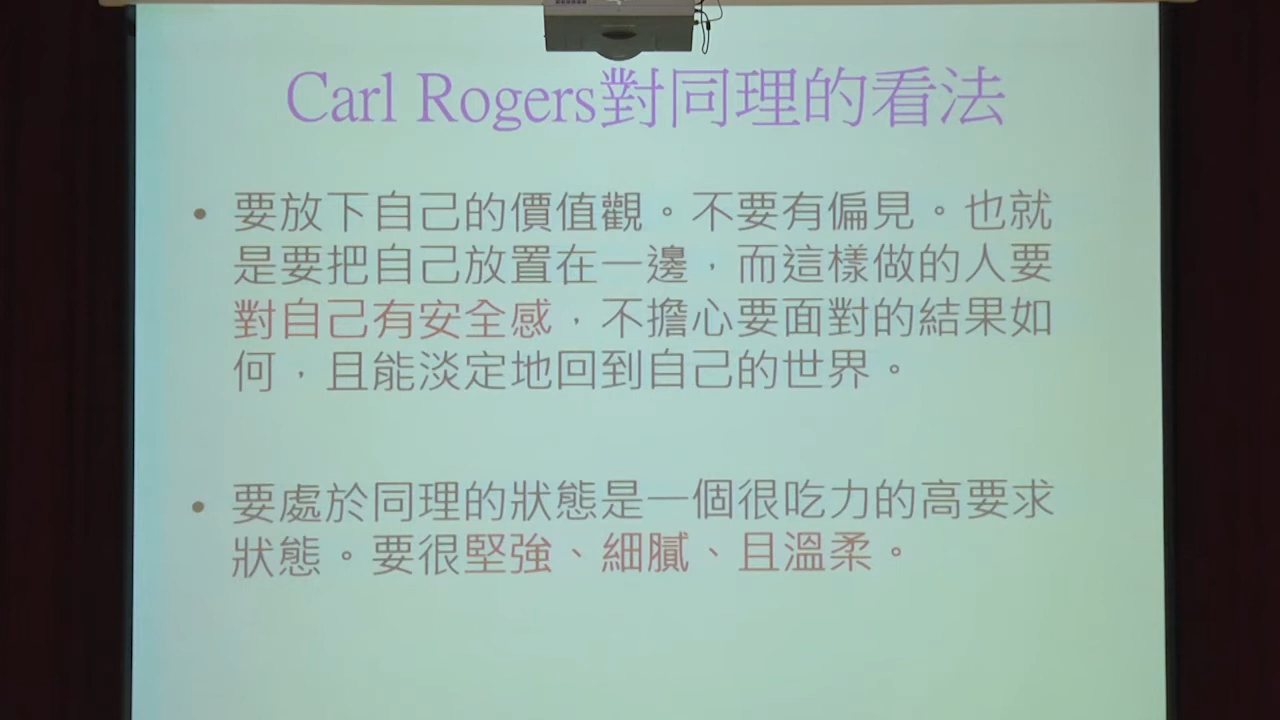 Carl Rogers對同理的看法
• 要放下自己的價值觀。不要有偏見。也就
是要把自己放置在一邊，而這樣做的人要
對自己有安全感，不擔心要面對的結果如
何，且能淡定地回到自己的世界。
• 要處於同理的狀態是一個很吃力的高要求
狀態。要很堅強、細膩、且溫柔。